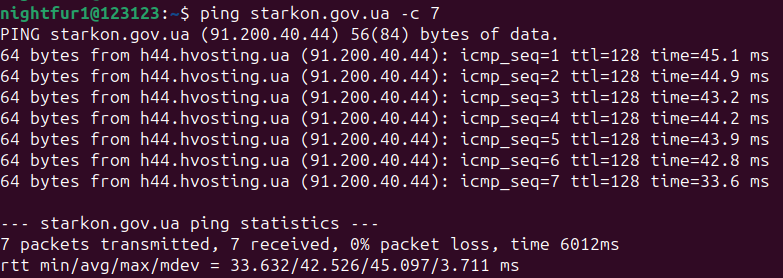 nightfur1@123123:~$ ping starkon.gov.ua -c 7
PING starkon.gov.ua (91.200.40.44) 56(84) bytes of data.
64 bytes from h44.hvosting.ua (91.200.40.44): icmp_seq=1 ttl=128 time=45.1 ms
64 bytes from h44.hvosting.ua (91.200.40.44): icmp_seq=2 ttl=128 time=44.9 ms
64 bytes from h44.hvosting.ua (91.200.40.44): icmp_seq=3 ttl=128 time=43.2 ms
64 bytes from h44.hvosting.ua (91.200.40.44): icmp_seq=4 ttl=128 time=44.2 ms
64 bytes from h44.hvosting.ua (91.200.40.44): icmp_seq=5 ttl=128 time=43.9 ms
64 bytes from h44.hvosting.ua (91.200.40.44): icmp_seq=6 ttl=128 time=42.8 ms
64 bytes from h44.hvosting.ua (91.200.40.44): icmp_seq=7 ttl=128 time=33.6 ms
--- starkon.gov.ua ping statistics ---
7 packets transmitted, 7 received, 0% packet loss, time 6012ms
rtt min/avg/max/mdev = 33.632/42.526/45.097/3.711 ms